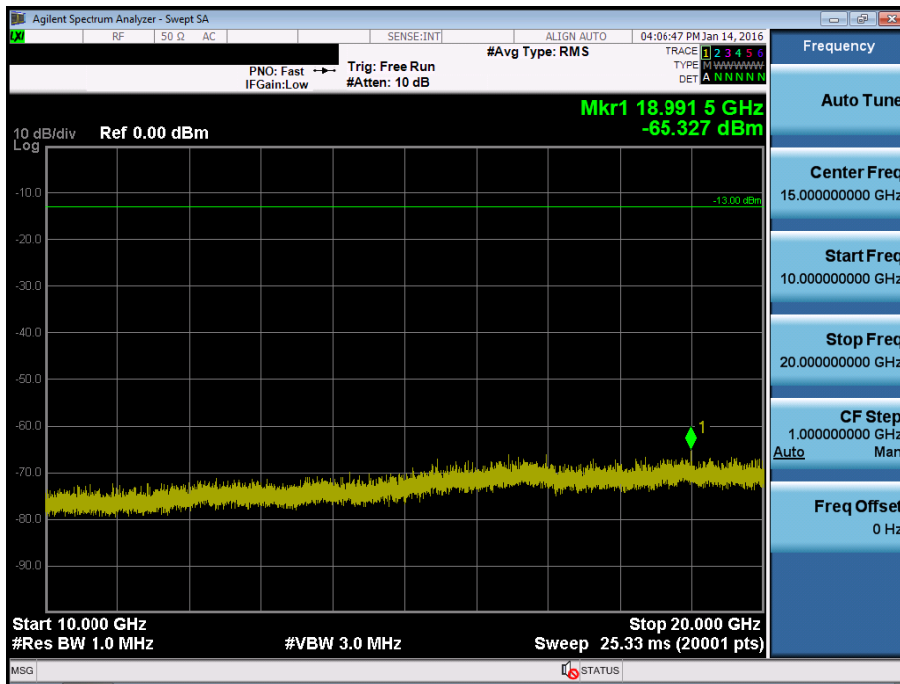 Agilent Spectrum Analyzer - Swept SA
LXI RF 50 Ω AC SENSE:INT ALIGN AUTO 04:06:47 PM Jan 14, 2016
Frequency
PNO: Fast
IFGain:Low
Trig: Free Run
#Atten: 10 dB
#Avg Type: RMS
TRACE 1 2 3 4 5 6
TYPE M W W W W W
DET A N N N N N
Auto Tune
Mkr1 18.991 5 GHz
-65.327 dBm
10 dB/div Ref 0.00 dBm
Log
Center Freq
15.000000000 GHz
-10.0
-13.00 dBm
-20.0
Start Freq
10.000000000 GHz
-30.0
-40.0
Stop Freq
20.000000000 GHz
-50.0
-60.0
1
CF Step
1.000000000 GHz
Auto Man
-70.0
-80.0
Freq Offset
0 Hz
-90.0
Start 10.000 GHz Stop 20.000 GHz
#Res BW 1.0 MHz #VBW 3.0 MHz Sweep 25.33 ms (20001 pts)
MSG STATUS